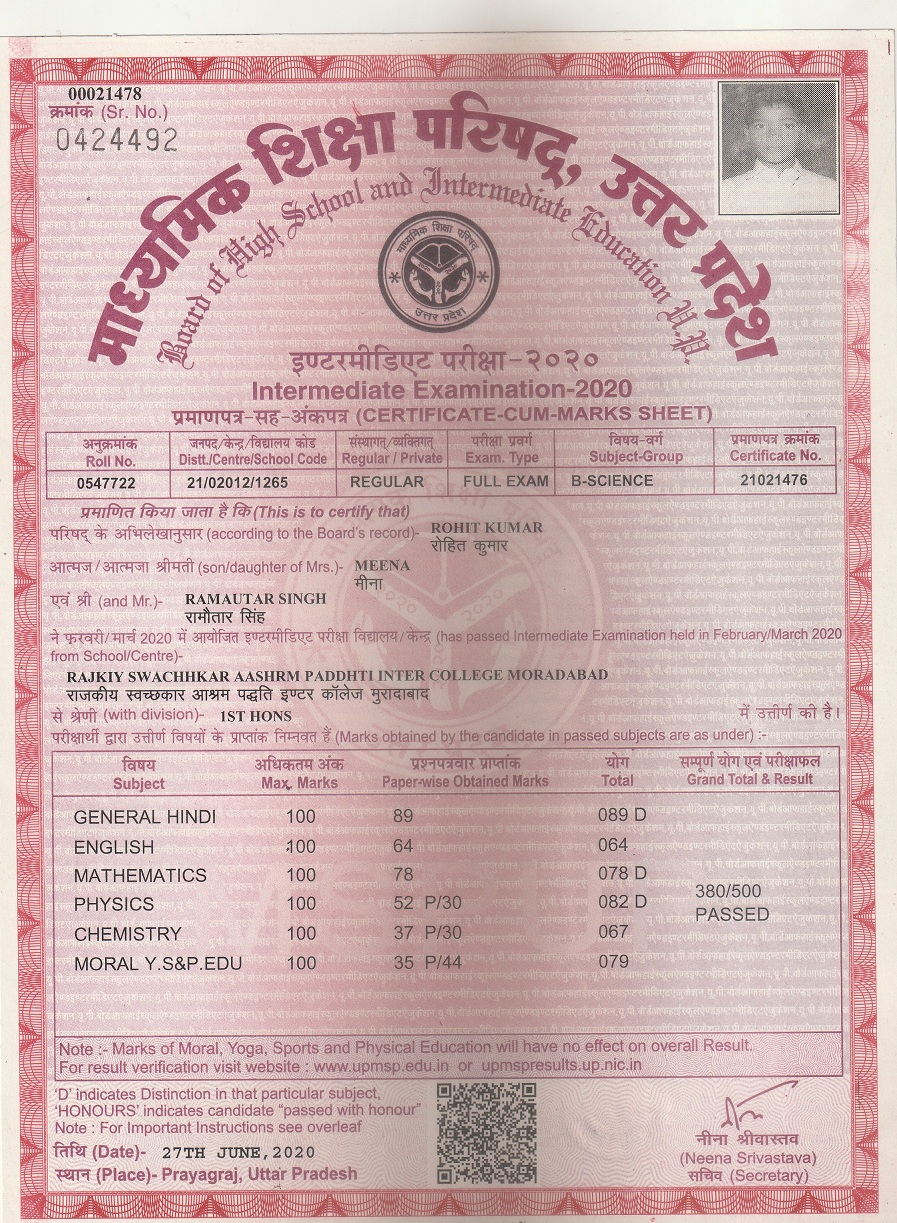 00021478
क्रमांक (Sr. No.)
0424492
माध्यमिक शिक्षा परिषद्, उत्तर प्रदेश
Board of High School and Intermediate Education U.P.
माध्यमिक शिक्षा परिषद्
उत्तर प्रदेश
इण्टरमीडिएट परीक्षा-२०२०
Intermediate Examination-2020
प्रमाणपत्र-सह-अंकपत्र (CERTIFICATE-CUM-MARKS SHEET)
अनुक्रमांक जनपद/केन्द्र/विद्यालय कोड संस्थागत/व्यक्तिगत् परीक्षा प्रवर्ग विषय-वर्ग प्रमाणपत्र क्रमांक
Roll No. Distt./Centre/School Code Regular / Private Exam. Type Subject-Group Certificate No.
0547722 21/02012/1265 REGULAR FULL EXAM B-SCIENCE 21021476
प्रमाणित किया जाता है कि (This is to certify that)
परिषद् के अभिलेखानुसार (according to the Board's record)- ROHIT KUMAR
रोहित कुमार
आत्मज/आत्मजा श्रीमती (son/daughter of Mrs.)- MEENA
मीना
एवं श्री (and Mr.)- RAMAUTAR SINGH
रामौतार सिंह
ने फरवरी/मार्च 2020 में आयोजित इण्टरमीडिएट परीक्षा विद्यालय/केन्द्र (has passed Intermediate Examination held in February/March 2020
from School/Centre)-
RAJKIY SWACHHKAR AASHRM PADDHTI INTER COLLEGE MORADABAD
राजकीय स्वच्छकार आश्रम पद्धति इण्टर कॉलेज मुरादाबाद
से श्रेणी (with division)- 1ST HONS में उत्तीर्ण की है।
परीक्षार्थी द्वारा उत्तीर्ण विषयों के प्राप्तांक निम्नवत हैं (Marks obtained by the candidate in passed subjects are as under) :-
विषय अधिकतम अंक प्रश्नपत्रवार प्राप्तांक योग सम्पूर्ण योग एवं परीक्षाफल
Subject Max. Marks Paper-wise Obtained Marks Total Grand Total & Result
GENERAL HINDI 100 89 089 D
ENGLISH 100 64 064
MATHEMATICS 100 78 078 D
380/500
PHYSICS 100 52 P/30 082 D
PASSED
CHEMISTRY 100 37 P/30 067
MORAL Y.S&P.EDU 100 35 P/44 079
Note :- Marks of Moral, Yoga, Sports and Physical Education will have no effect on overall Result.
For result verification visit website : www.upmsp.edu.in or upmspresults.up.nic.in
'D' indicates Distinction in that particular subject,
'HONOURS' indicates candidate "passed with honour"
Note : For Important Instructions see overleaf
तिथि (Date)- 27TH JUNE,2020
स्थान (Place)- Prayagraj, Uttar Pradesh
नीना श्रीवास्तव
(Neena Srivastava)
सचिव (Secretary)